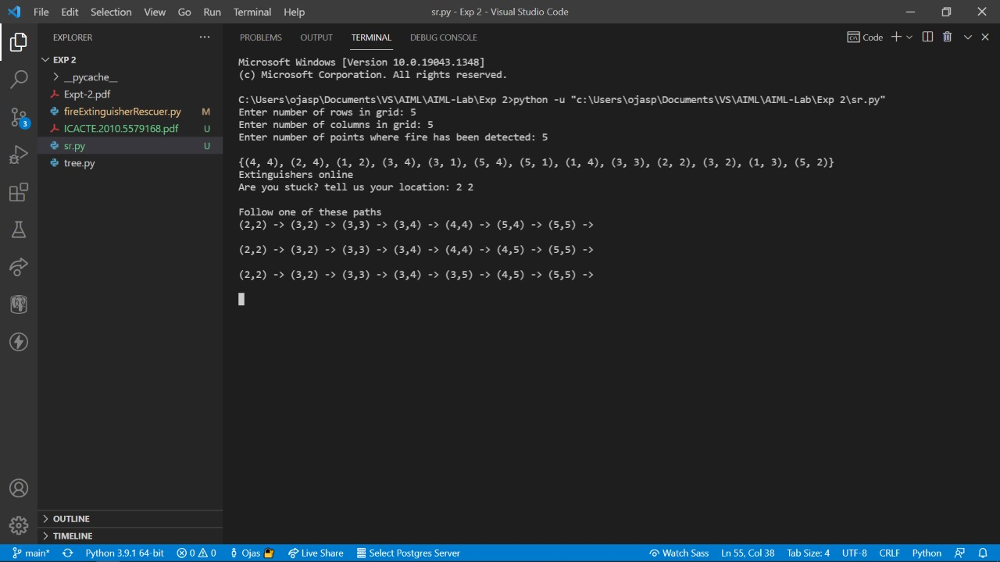 File Edit Selection View Go Run Terminal Help
sr.py - Exp 2 - Visual Studio Code
EXPLORER
EXP 2
__pycache__
Expt-2.pdf
fireExtinguisherRescuer.py M
ICACTE.2010.5579168.pdf U
sr.py U
tree.py
OUTLINE
TIMELINE
3
PROBLEMS OUTPUT TERMINAL DEBUG CONSOLE
Code
Microsoft Windows [Version 10.0.19043.1348]
(c) Microsoft Corporation. All rights reserved.
C:\Users\ojasp\Documents\VS\AIML\AIML-Lab\Exp 2>python -u "c:\Users\ojasp\Documents\VS\AIML\AIML-Lab\Exp 2\sr.py"
Enter number of rows in grid: 5
Enter number of columns in grid: 5
Enter number of points where fire has been detected: 5
{(4, 4), (2, 4), (1, 2), (3, 4), (3, 1), (5, 4), (5, 1), (1, 4), (3, 3), (2, 2), (3, 2), (1, 3), (5, 2)}
Extinguishers online
Are you stuck? tell us your location: 2 2
Follow one of these paths
(2,2) -> (3,2) -> (3,3) -> (3,4) -> (4,4) -> (5,4) -> (5,5) ->
(2,2) -> (3,2) -> (3,3) -> (3,4) -> (4,4) -> (4,5) -> (5,5) ->
(2,2) -> (3,2) -> (3,3) -> (3,4) -> (3,5) -> (4,5) -> (5,5) ->
main* Python 3.9.1 64-bit 0 0 Ojas Live Share Select Postgres Server Watch Sass Ln 55, Col 38 Tab Size: 4 UTF-8 CRLF Python